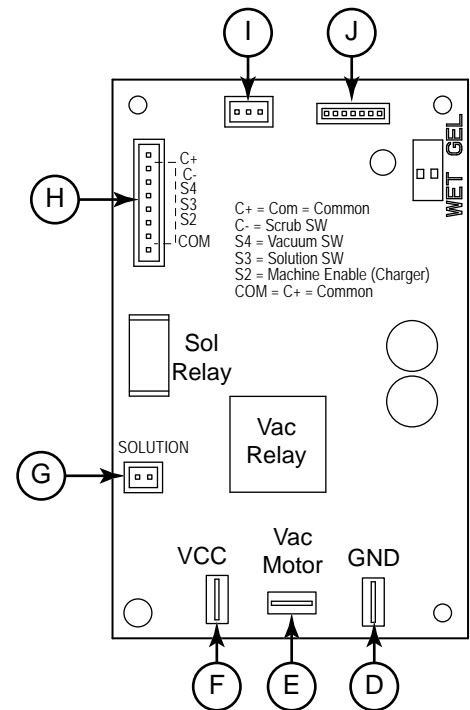 I
J
WET GEL
H
C+
C-
S4
S3
S2
COM
C+ = Com = Common
C- = Scrub SW
S4 = Vacuum SW
S3 = Solution SW
S2 = Machine Enable (Charger)
COM = C+ = Common
Sol
Relay
Vac
Relay
SOLUTION
G
VCC
Vac
Motor
GND
F
E
D